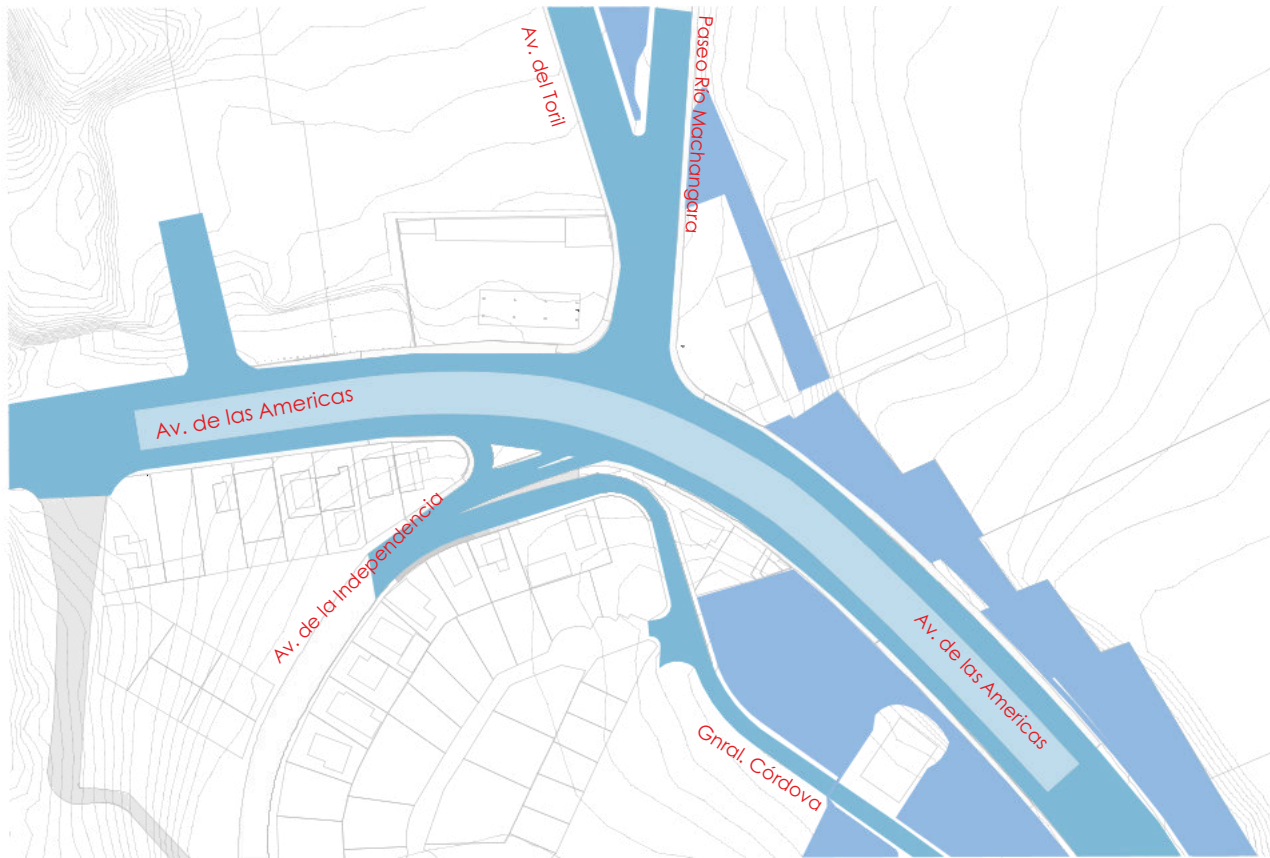 Av. del Toril
Paseo Río Machangara
Av. de las Americas
Av. de la Independencia
Av. de las Americas
Gnral. Córdova